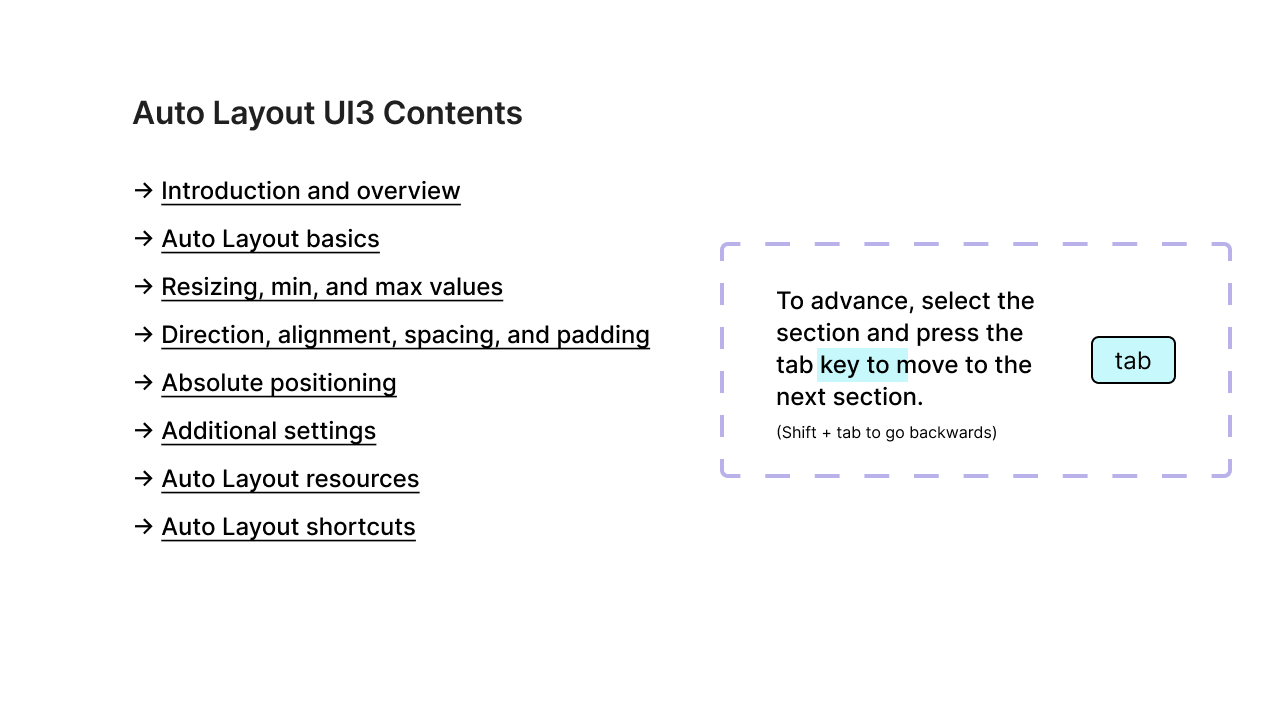 Auto Layout UI3 Contents
→ Introduction and overview
→ Auto Layout basics
→ Resizing, min, and max values
→ Direction, alignment, spacing, and padding
→ Absolute positioning
→ Additional settings
→ Auto Layout resources
→ Auto Layout shortcuts
To advance, select the
section and press the
tab key to move to the
next section.
(Shift + tab to go backwards)
tab